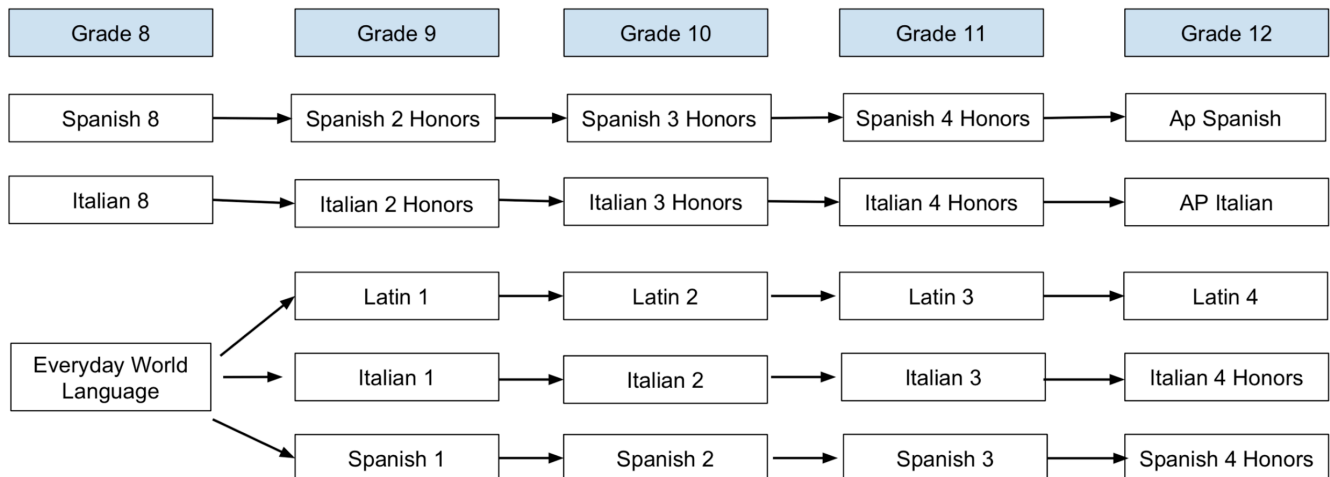 Grade 8
Grade 9
Grade 10
Grade 11
Grade 12
Spanish 8
Spanish 2 Honors
Spanish 3 Honors
Spanish 4 Honors
Ap Spanish
Italian 8
Italian 2 Honors
Italian 3 Honors
Italian 4 Honors
AP Italian
Everyday World
Language
Latin 1
Latin 2
Latin 3
Latin 4
Italian 1
Italian 2
Italian 3
Italian 4 Honors
Spanish 1
Spanish 2
Spanish 3
Spanish 4 Honors